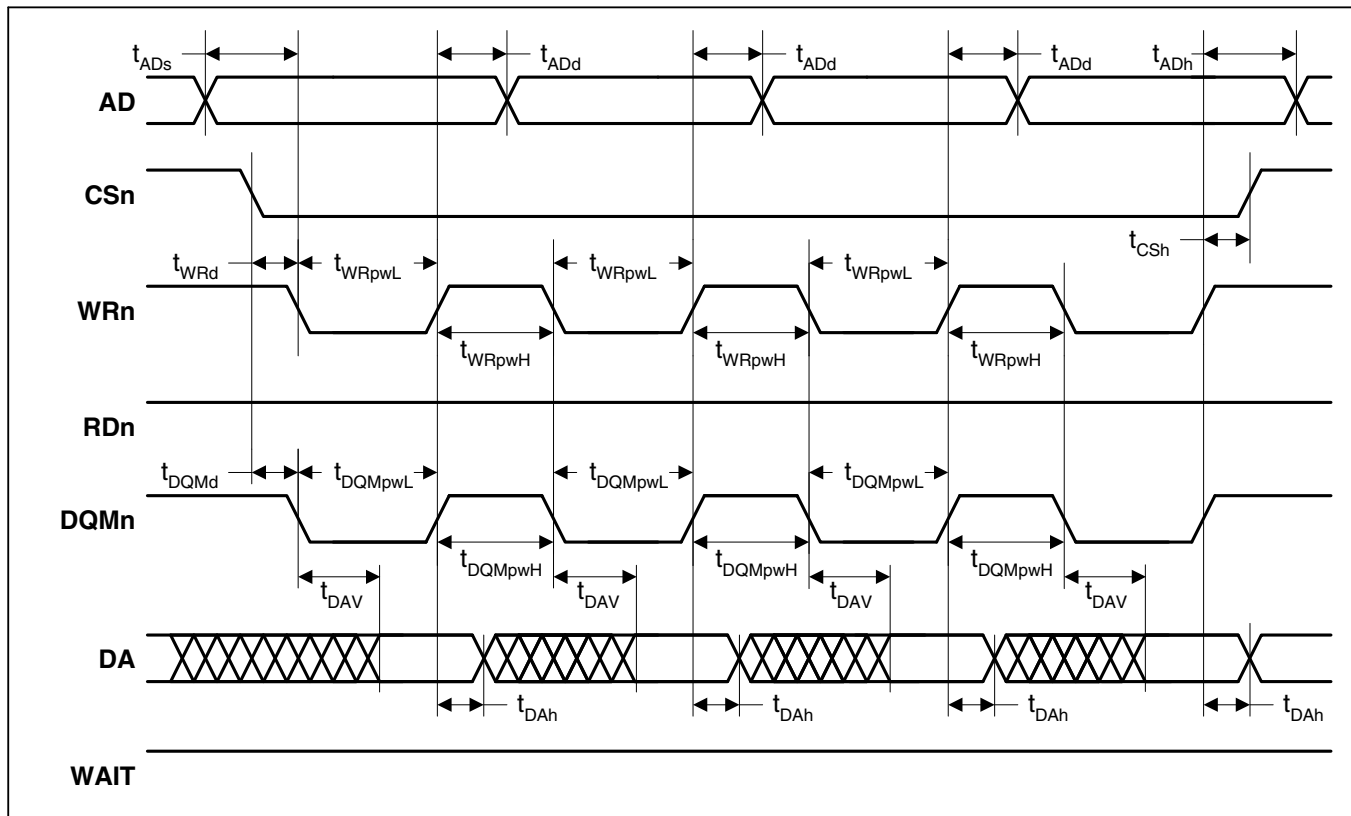 tADs tADd tADd tADd tADh
AD
CSn
tCSh
tWRd tWRpwL tWRpwL tWRpwL
WRn
tWRpwH tWRpwH tWRpwH
RDn
tDQMd tDQMpwL tDQMpwL tDQMpwL
DQMn
tDQMpwH tDQMpwH tDQMpwH
tDAV tDAV tDAV tDAV
DA
tDAh tDAh tDAh tDAh
WAIT